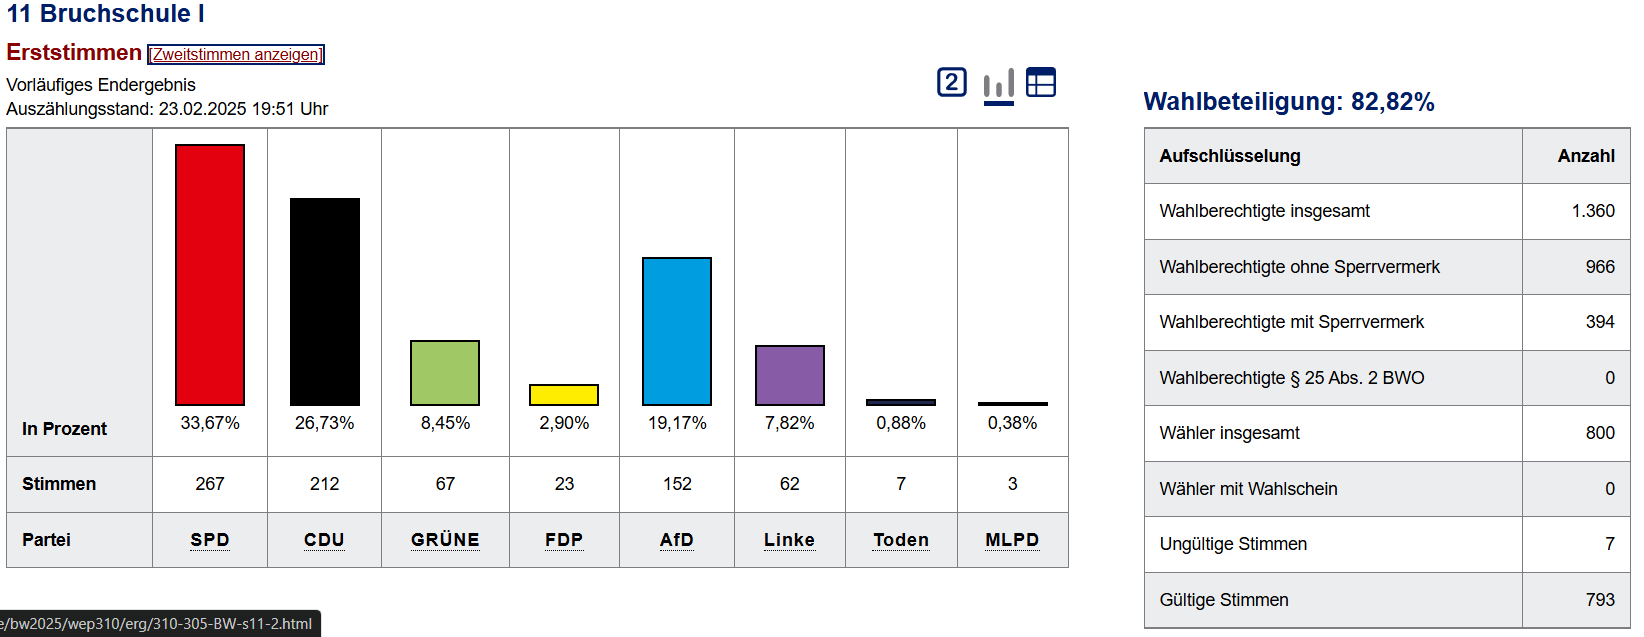 11 Bruchschule I
Erststimmen [Zweitstimmen anzeigen]
Vorläufiges Endergebnis
Auszählungsstand: 23.02.2025 19:51 Uhr
2
In Prozent 33,67% 26,73% 8,45% 2,90% 19,17% 7,82% 0,88% 0,38%
Stimmen 267 212 67 23 152 62 7 3
Partei SPD CDU GRÜNE FDP AfD Linke Toden MLPD
Wahlbeteiligung: 82,82%
Aufschlüsselung Anzahl
Wahlberechtigte insgesamt 1.360
Wahlberechtigte ohne Sperrvermerk 966
Wahlberechtigte mit Sperrvermerk 394
Wahlberechtigte § 25 Abs. 2 BWO 0
Wähler insgesamt 800
Wähler mit Wahlschein 0
Ungültige Stimmen 7
Gültige Stimmen 793
e/bw2025/wep310/erg/310-305-BW-s11-2.html